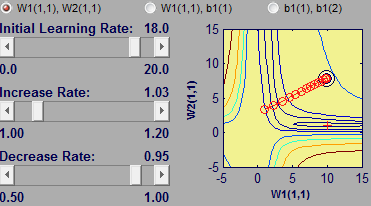 W1(1,1), W2(1,1) W1(1,1), b1(1) b1(1), b1(2)
Initial Learning Rate: 18.0
0.0 20.0
Increase Rate: 1.03
1.00 1.20
Decrease Rate: 0.95
0.50 1.00
15
10
5
0
-5
W2(1,1)
-5 0 5 10 15
W1(1,1)